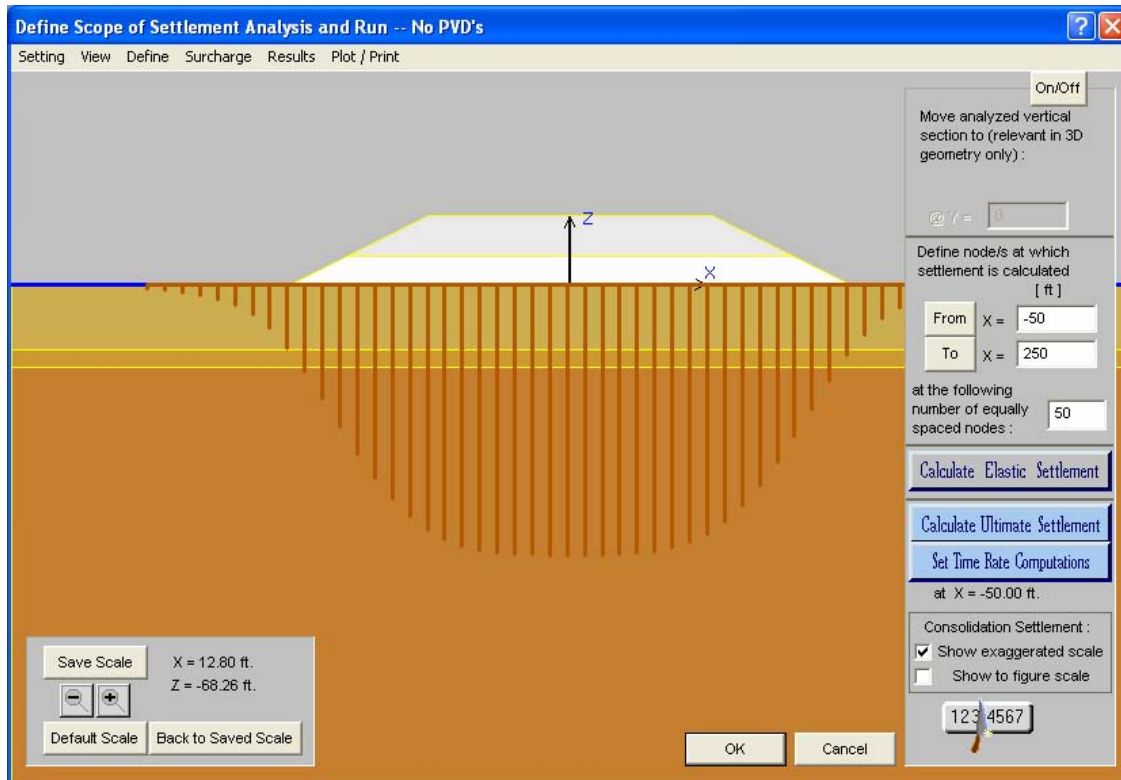 Define Scope of Settlement Analysis and Run -- No PVD's
Setting View Define Surcharge Results Plot / Print
On/Off
Move analyzed vertical
section to (relevant in 3D
geometry only) :
@ Y = 0
Z
X
Define node/s at which
settlement is calculated
[ ft ]
From X = -50
To X = 250
at the following
number of equally
spaced nodes : 50
Calculate Elastic Settlement
Calculate Ultimate Settlement
Set Time Rate Computations
at X = -50.00 ft.
Consolidation Settlement :
Show exaggerated scale
Show to figure scale
1234567
Save Scale
X = 12.80 ft.
Z = -68.26 ft.
Default Scale Back to Saved Scale
OK Cancel